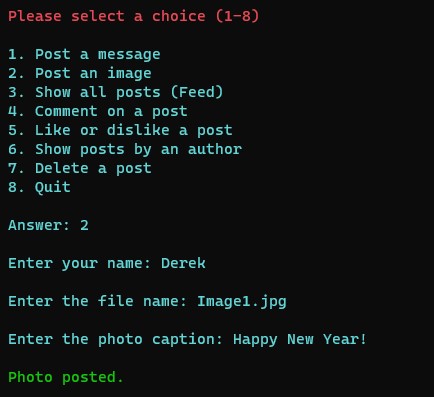 Please select a choice (1-8)
1. Post a message
2. Post an image
3. Show all posts (Feed)
4. Comment on a post
5. Like or dislike a post
6. Show posts by an author
7. Delete a post
8. Quit
Answer: 2
Enter your name: Derek
Enter the file name: Image1.jpg
Enter the photo caption: Happy New Year!
Photo posted.